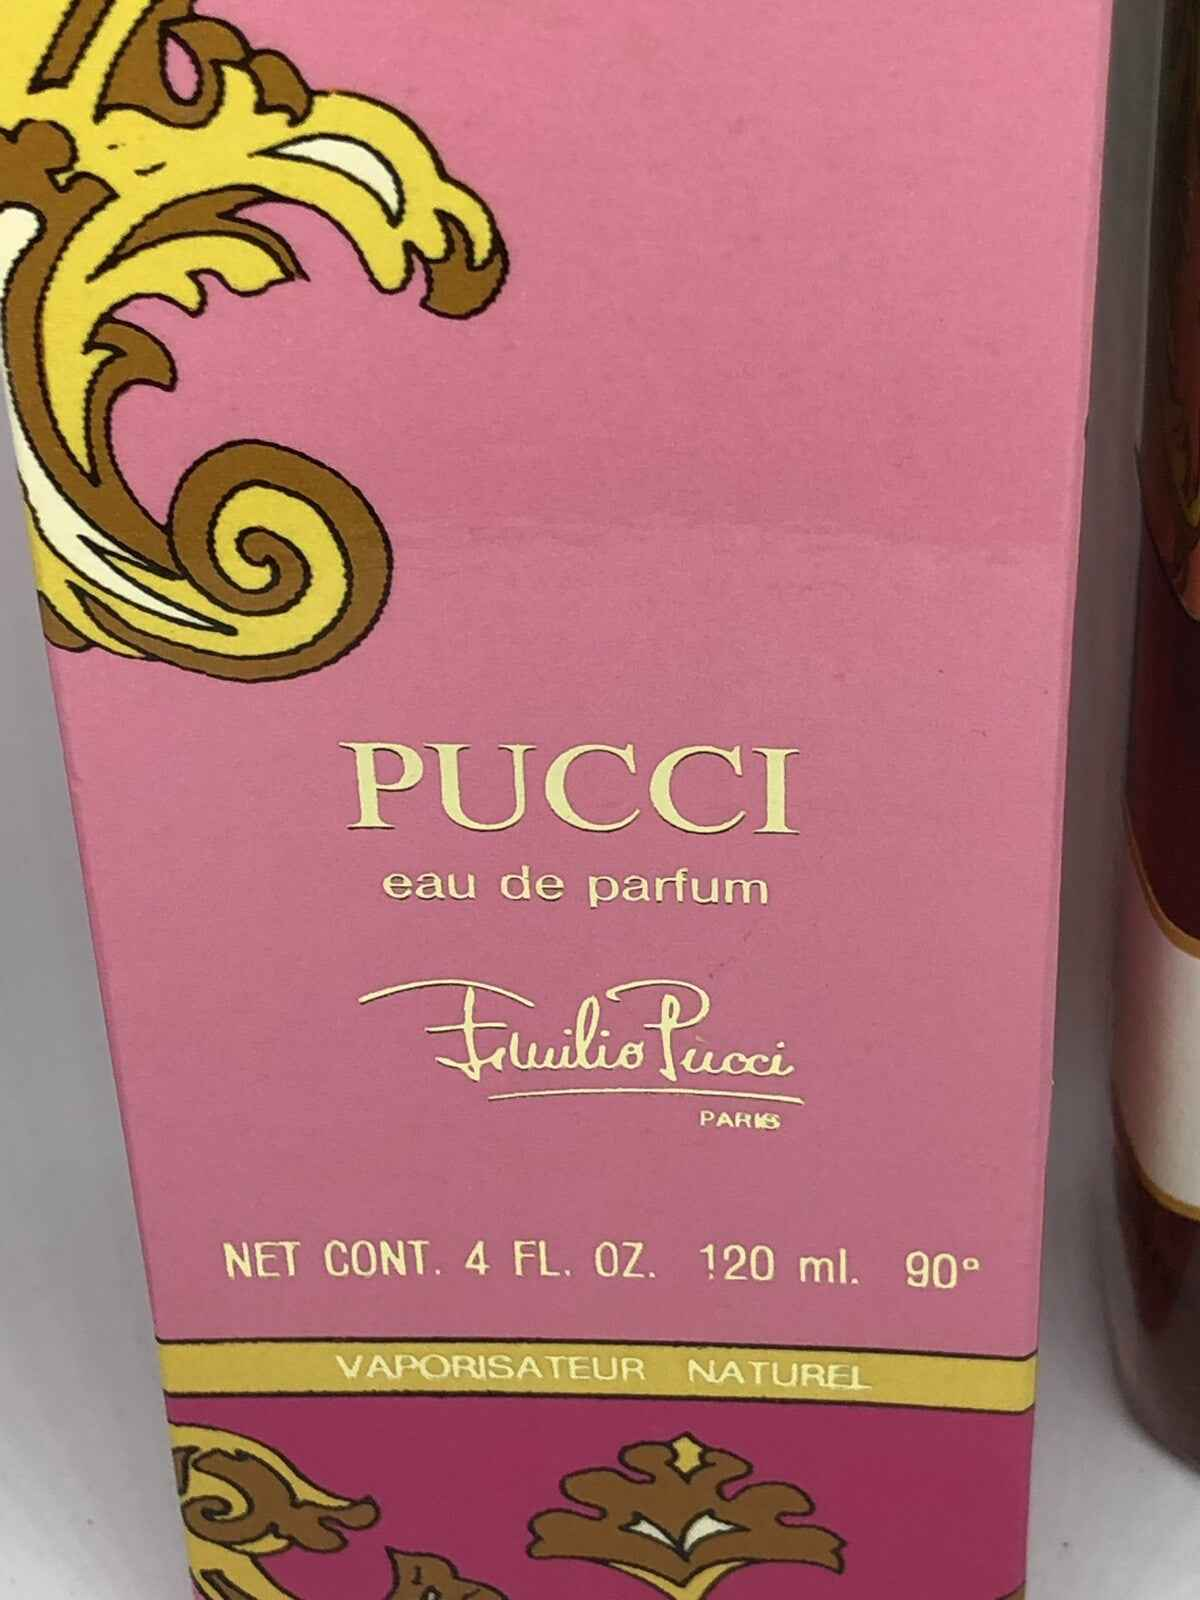 PUCCI
eau de parfum
Emilio Pucci
PARIS
NET CONT. 4 FL. OZ. 120 ml. 90°
VAPORISATEUR NATUREL